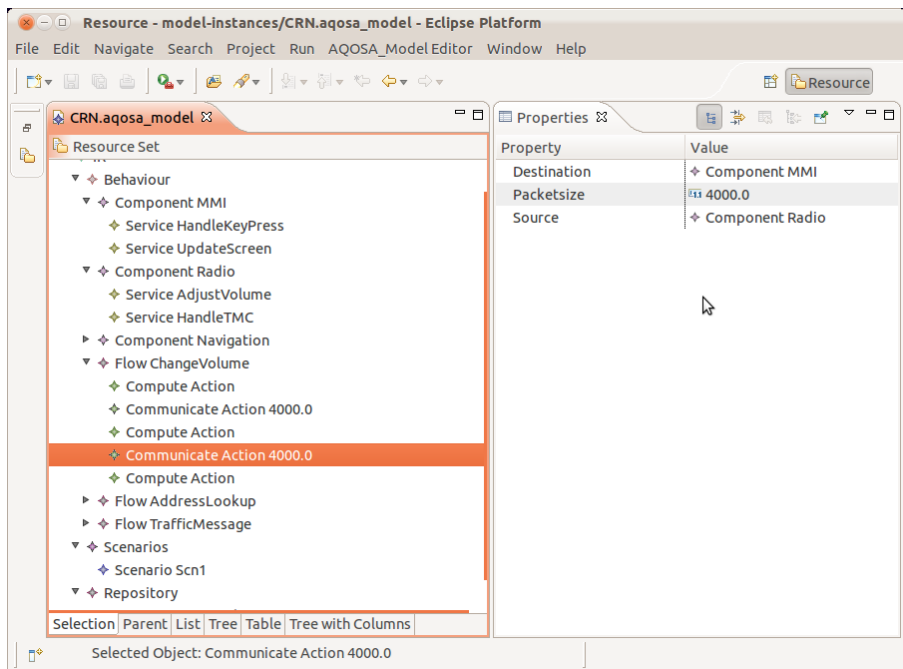 Resource - model-instances/CRN.aqosa_model - Eclipse Platform
File Edit Navigate Search Project Run AQOSA_Model Editor Window Help
Resource
CRN.aqosa_model
Resource Set
Behaviour
Component MMI
Service HandleKeyPress
Service UpdateScreen
Component Radio
Service AdjustVolume
Service HandleTMC
Component Navigation
Flow ChangeVolume
Compute Action
Communicate Action 4000.0
Compute Action
Communicate Action 4000.0
Compute Action
Flow AddressLookup
Flow TrafficMessage
Scenarios
Scenario Scn1
Repository
Selection Parent List Tree Table Tree with Columns
Properties
Property Value
Destination Component MMI
Packetsize 4000.0
Source Component Radio
Selected Object: Communicate Action 4000.0